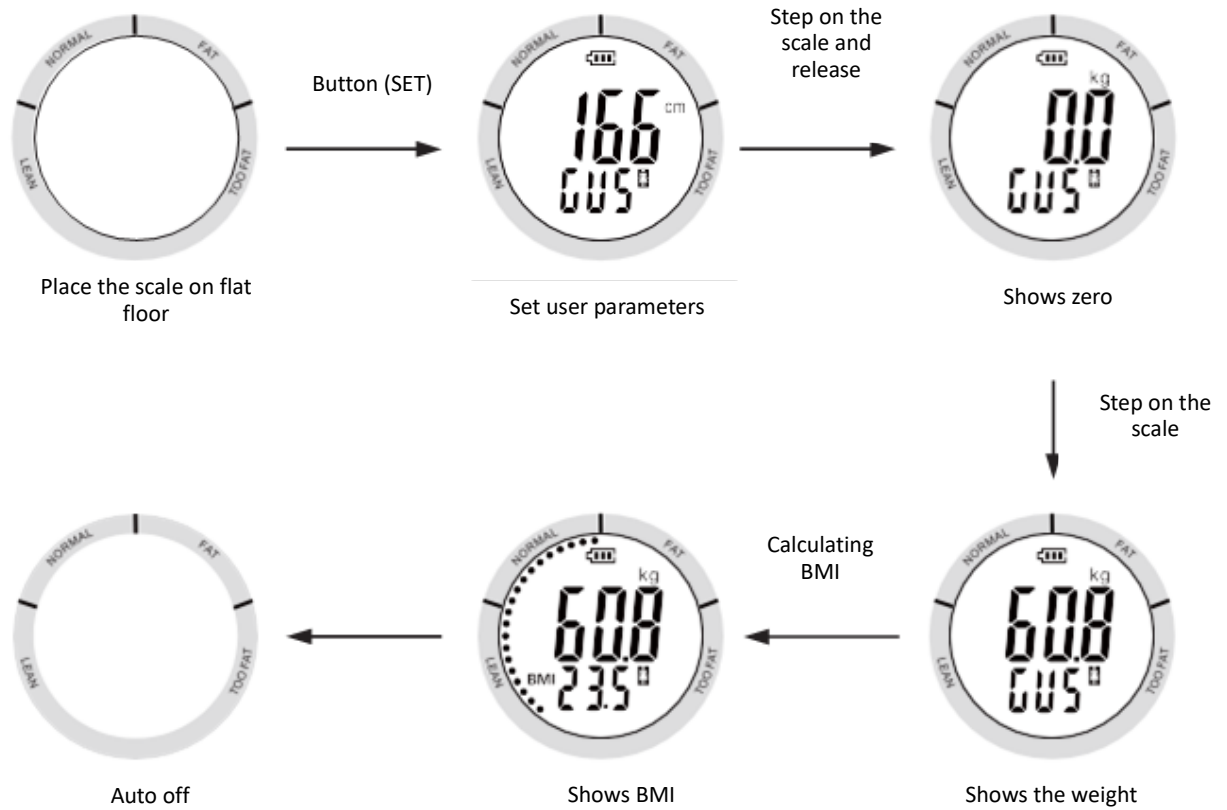 NORMAL
FAT
LEAN
TOO FAT
Place the scale on flat
floor
Button (SET)
NORMAL
FAT
LEAN
TOO FAT
166 cm
GUS
Set user parameters
Step on the
scale and
release
NORMAL
FAT
LEAN
TOO FAT
kg
0.0
GUS
Shows zero
Step on the
scale
NORMAL
FAT
LEAN
TOO FAT
kg
60.8
GUS
Shows the weight
Calculating
BMI
NORMAL
FAT
LEAN
TOO FAT
kg
60.8
BMI 23.5
Shows BMI
NORMAL
FAT
LEAN
TOO FAT
Auto off